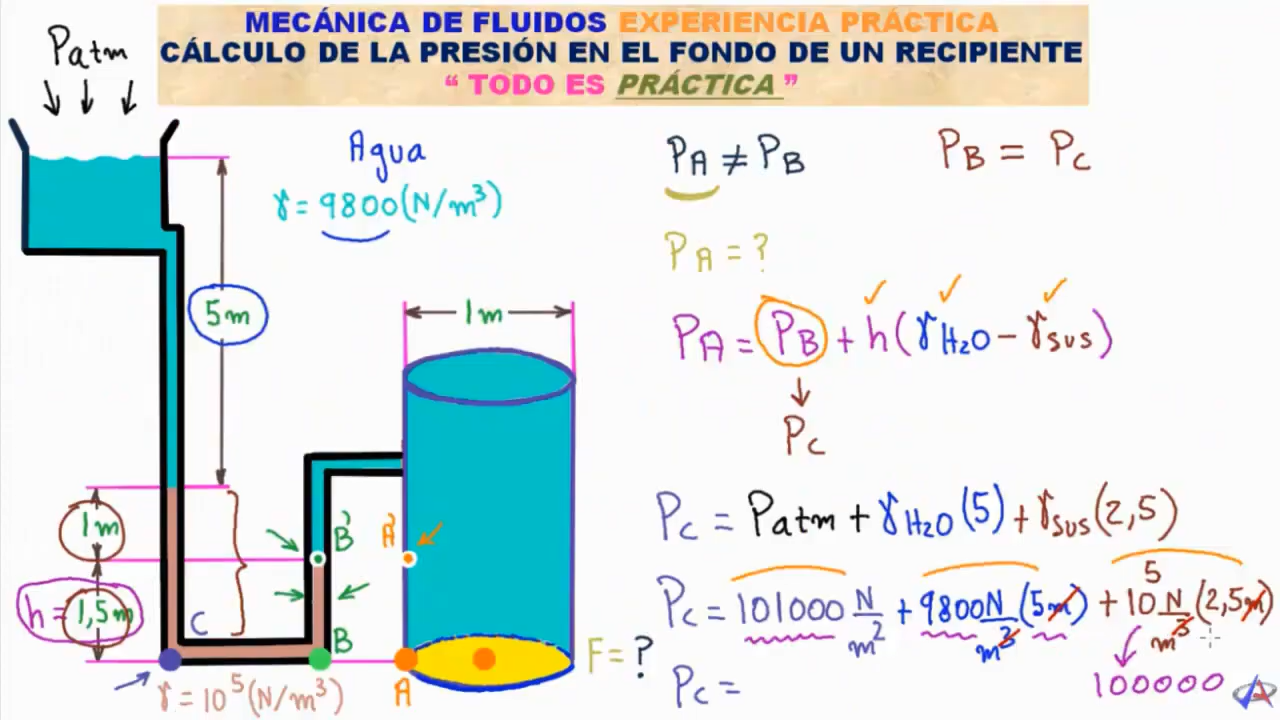 MECÁNICA DE FLUIDOS EXPERIENCIA PRÁCTICA
CÁLCULO DE LA PRESIÓN EN EL FONDO DE UN RECIPIENTE
“ TODO ES PRÁCTICA ”
Patm
Agua
γ = 9800 (N/m³)
5m
1m
1m
h = 1,5m
C
B'
A'
B
A
F = ?
γ = 10⁵ (N/m³)
PA ≠ PB
PB = PC
PA = ?
PA = PB + h (γH2O - γsus)
PC
PC = Patm + γH2O (5) + γsus (2,5)
PC = 101000 N/m² + 9800 N/m³ (5m) + 10⁵ N/m³ (2,5m)
PC =
100000